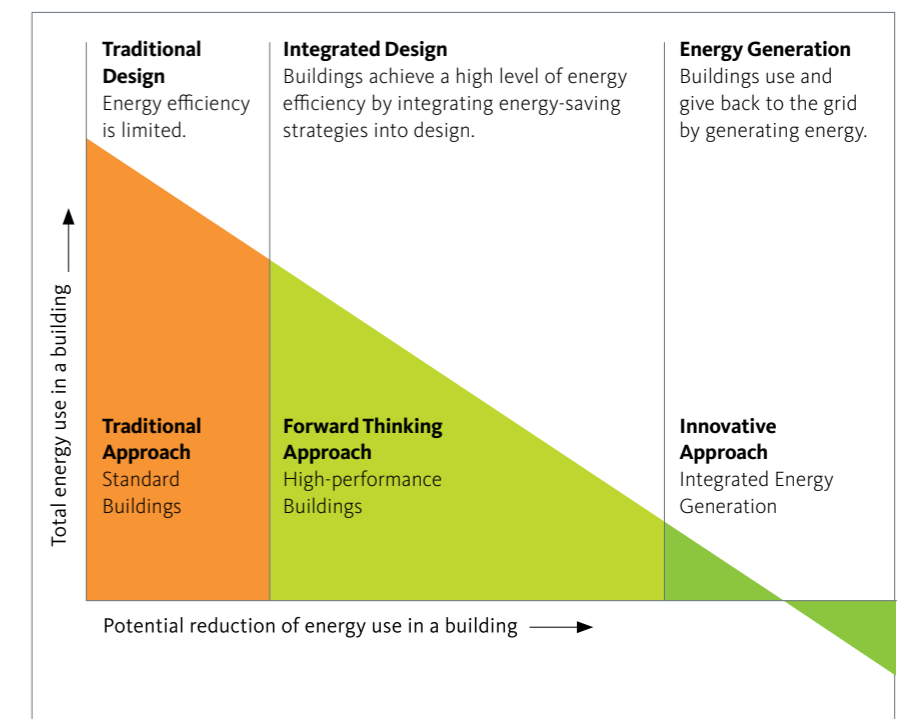 Traditional
Design
Energy efficiency
is limited.
Integrated Design
Buildings achieve a high level of energy
efficiency by integrating energy-saving
strategies into design.
Energy Generation
Buildings use and
give back to the grid
by generating energy.
Total energy use in a building
Traditional
Approach
Standard
Buildings
Forward Thinking
Approach
High-performance
Buildings
Innovative
Approach
Integrated Energy
Generation
Potential reduction of energy use in a building